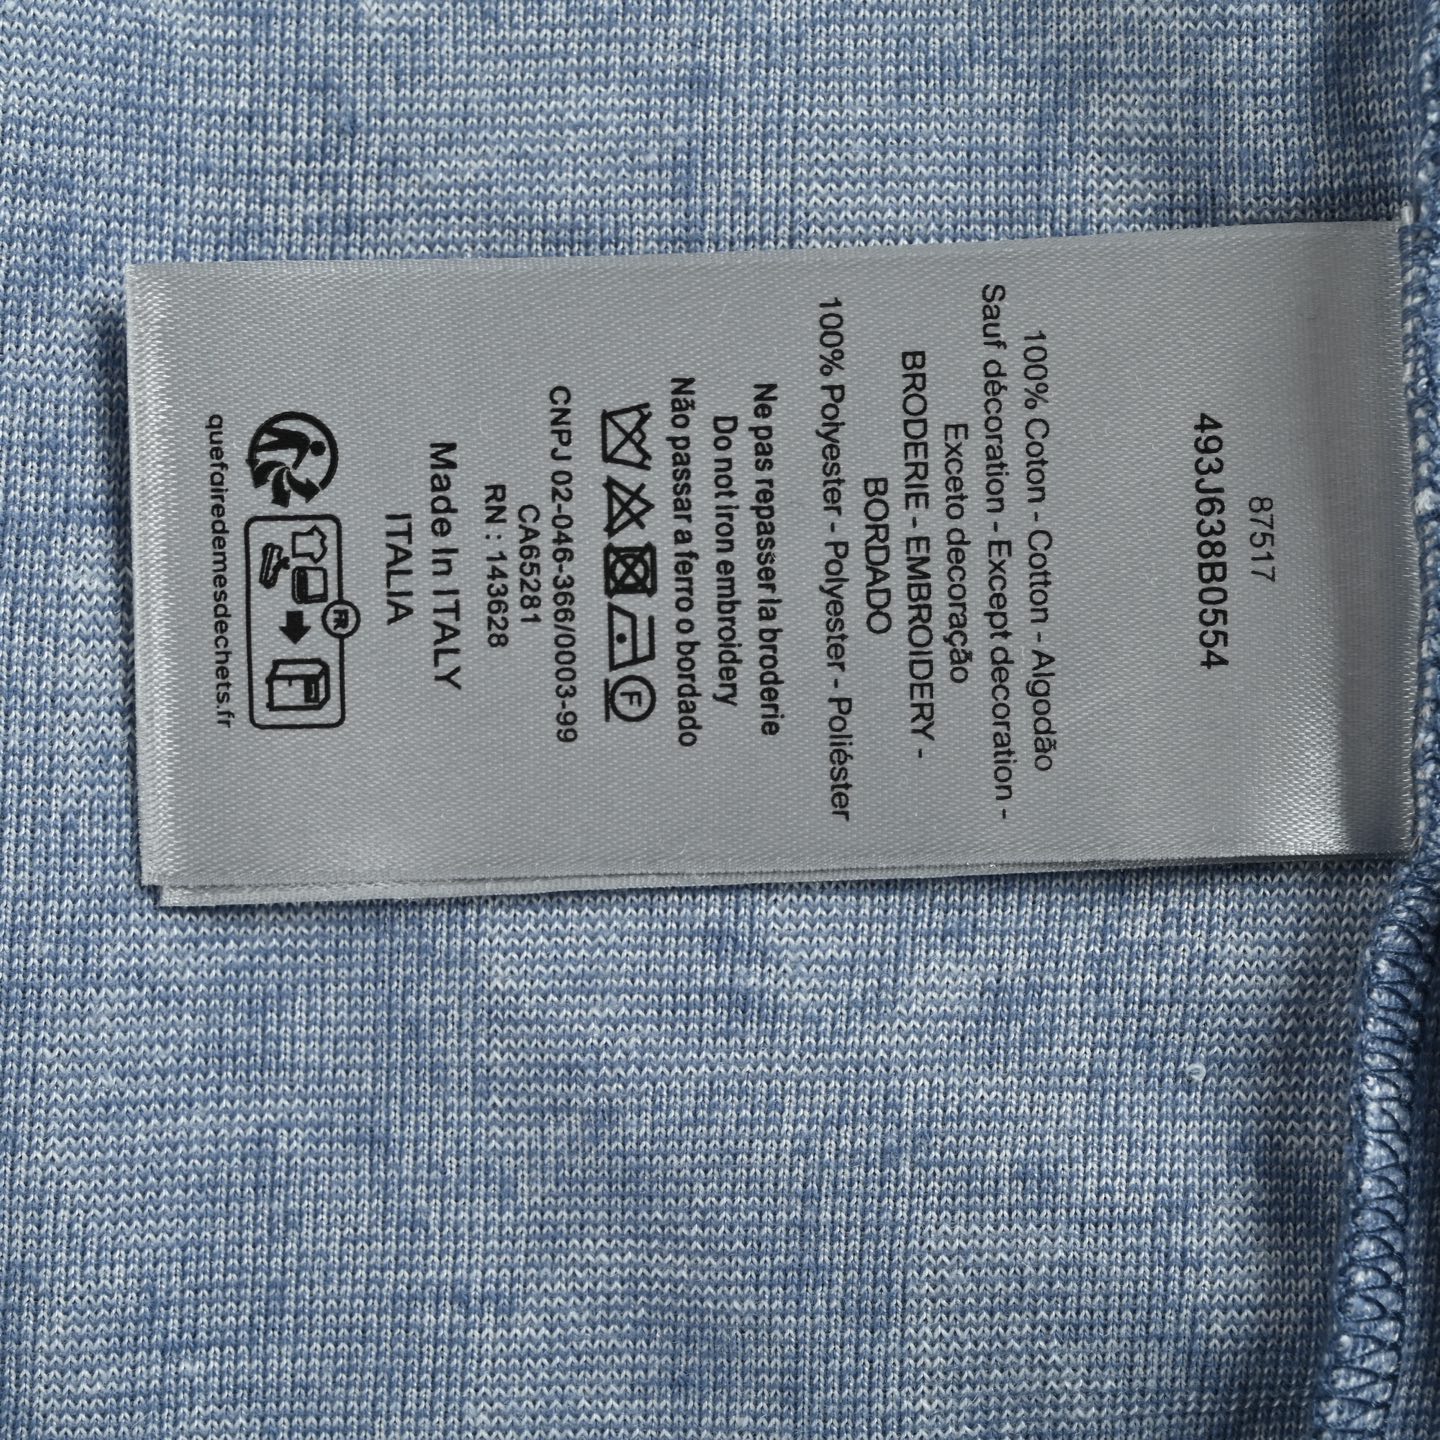 87517
493J638B0554
100% Coton - Cotton - Algodão
Sauf décoration - Except decoration -
Exceto decoração
BRODERIE - EMBROIDERY -
BORDADO
100% Polyester - Polyester - Poliéster
Ne pas repasser la broderie
Do not iron embroidery
Não passar a ferro o bordado
F
CNPJ 02-046-366/0003-99
CA65281
RN : 143628
Made In ITALY
ITALIA
FR
quefairedemesdechets.fr